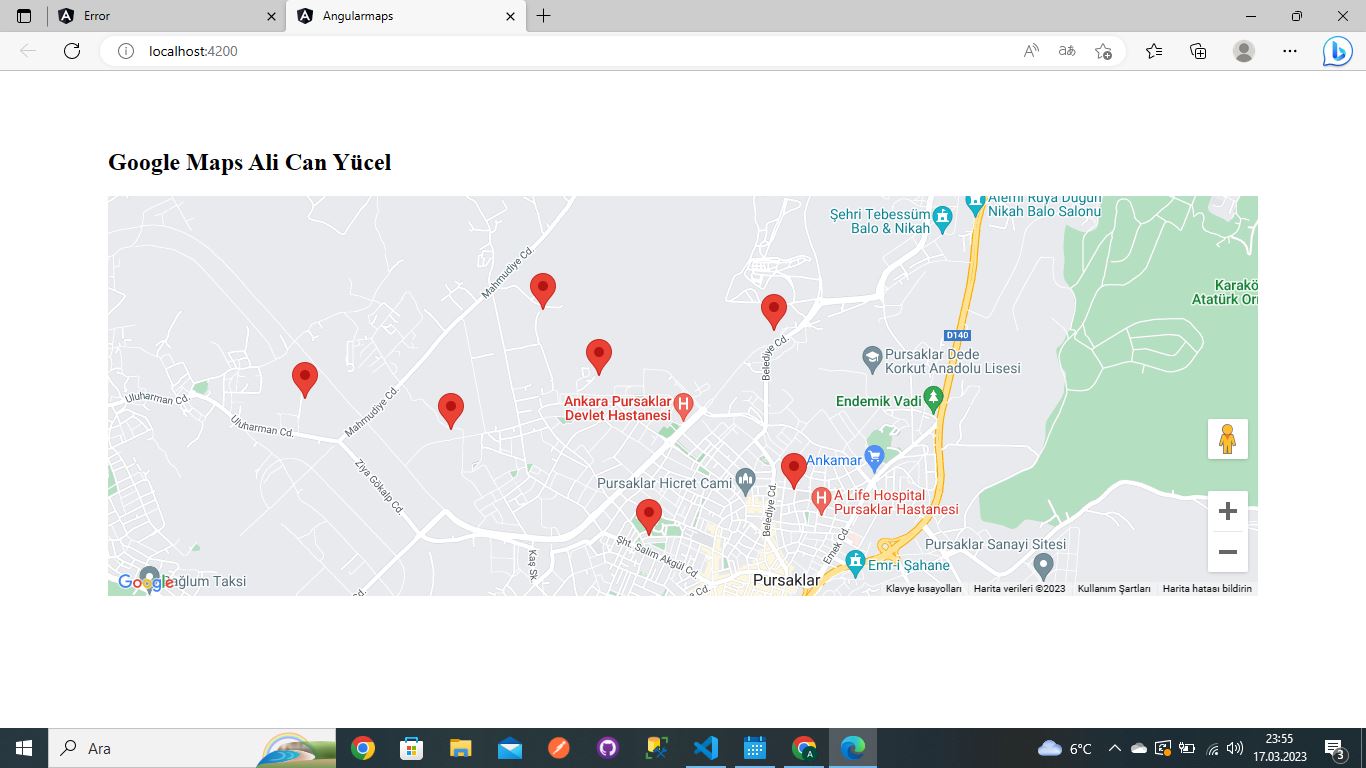 Error
Angularmaps
localhost:4200
Google Maps Ali Can Yücel
Alemi Rüya Düğün
Nikah Balo Salonu
Şehri Tebessüm
Balo & Nikah
Mahmudiye Cd.
Karakö
Atatürk Ori
D140
Belediye Cd.
Pursaklar Dede
Korkut Anadolu Lisesi
Uluharman Cd.
Mahmudiye Cd.
Ankara Pursaklar
Devlet Hastanesi
H
Endemik Vadi
Uluharman Cd.
Ankamar
Ziya Gökalp Cd.
Pursaklar Hicret Cami
Belediye Cd.
H
A Life Hospital
Pursaklar Hastanesi
Şht. Salim Akgül Cd.
Emek Cd.
Pursaklar Sanayi Sitesi
Kaş Sk.
Emr-i Şahane
Google
ağlum Taksi
Pursaklar
Cd.
e Cd.
Klavye kısayolları
Harita verileri ©2023
Kullanım Şartları
Harita hatası bildirin
Ara
6°C
23:55
17.03.2023
3